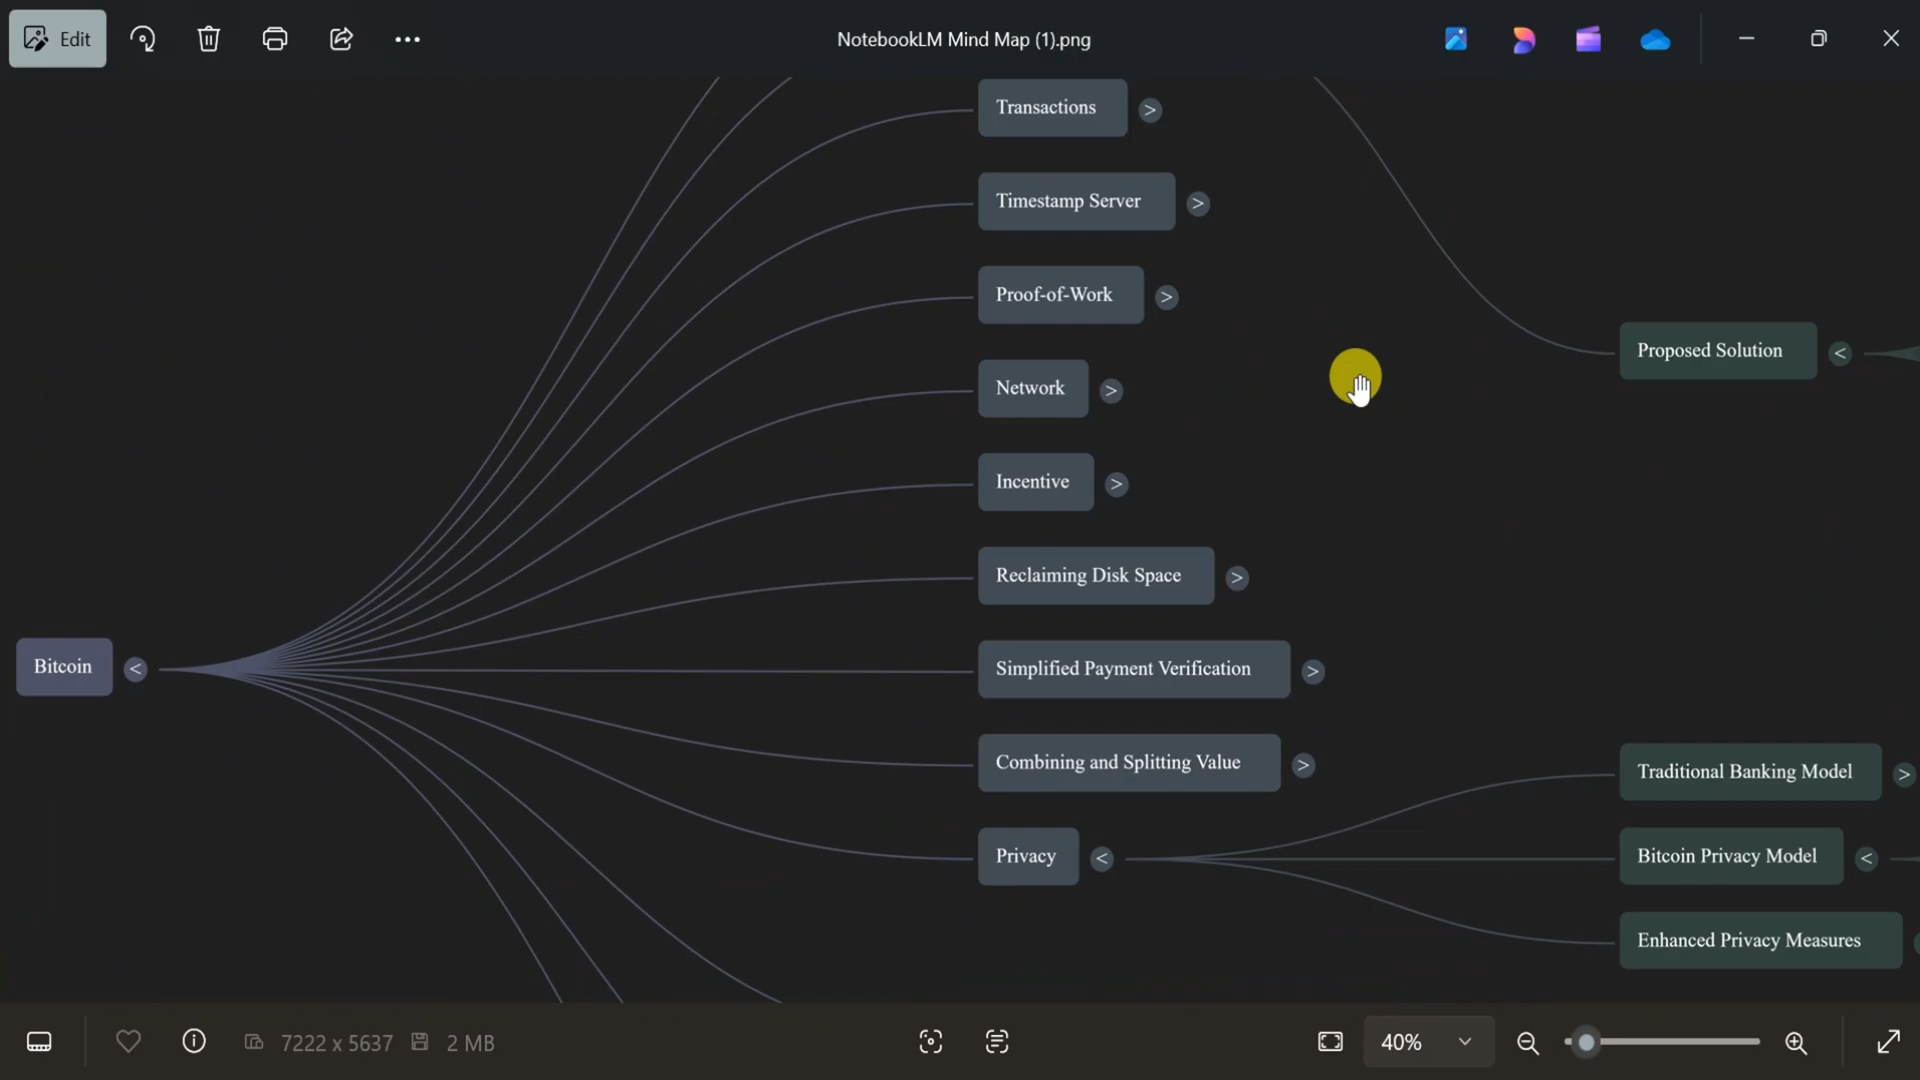 Edit
NotebookLM Mind Map (1).png
Transactions >
Timestamp Server >
Proof-of-Work >
Proposed Solution <
Network >
Incentive >
Reclaiming Disk Space >
Bitcoin <
Simplified Payment Verification >
Combining and Splitting Value >
Traditional Banking Model >
Privacy <
Bitcoin Privacy Model <
Enhanced Privacy Measures
7222 x 5637
2 MB
40%